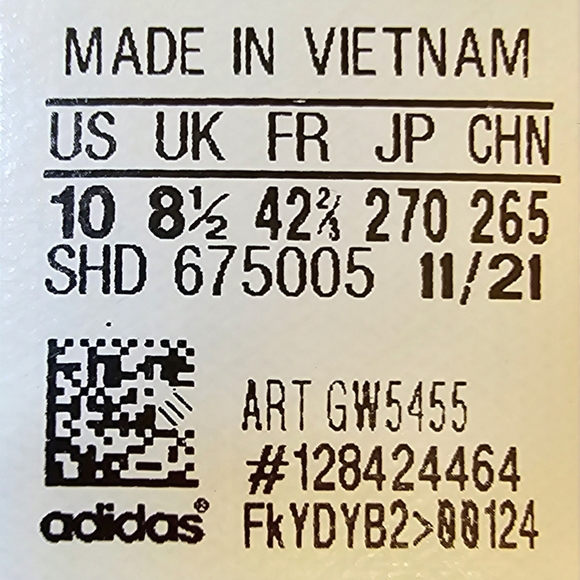 MADE IN VIETNAM
US UK FR JP CHN
10 8½ 42⅔ 270 265
SHD 675005 11/21
ART GW5455
#128424464
adidas® FkYDYB2>00124